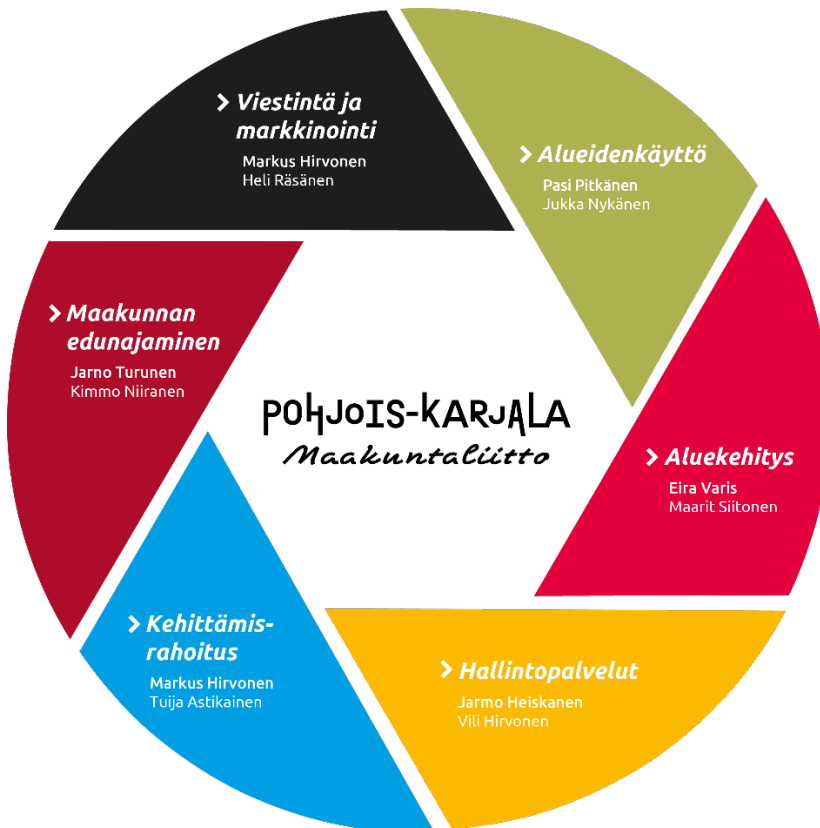 Viestintä ja
markkinointi
Markus Hirvonen
Heli Räsänen
Alueidenkäyttö
Pasi Pitkänen
Jukka Nykänen
Maakunnan
edunajaminen
Jarno Turunen
Kimmo Niiranen
POHJOIS-KARJALA
Maakuntaliitto
Aluekehitys
Eira Varis
Maarit Siitonen
Kehittämis-
rahoitus
Markus Hirvonen
Tuija Astikainen
Hallintopalvelut
Jarmo Heiskanen
Vili Hirvonen